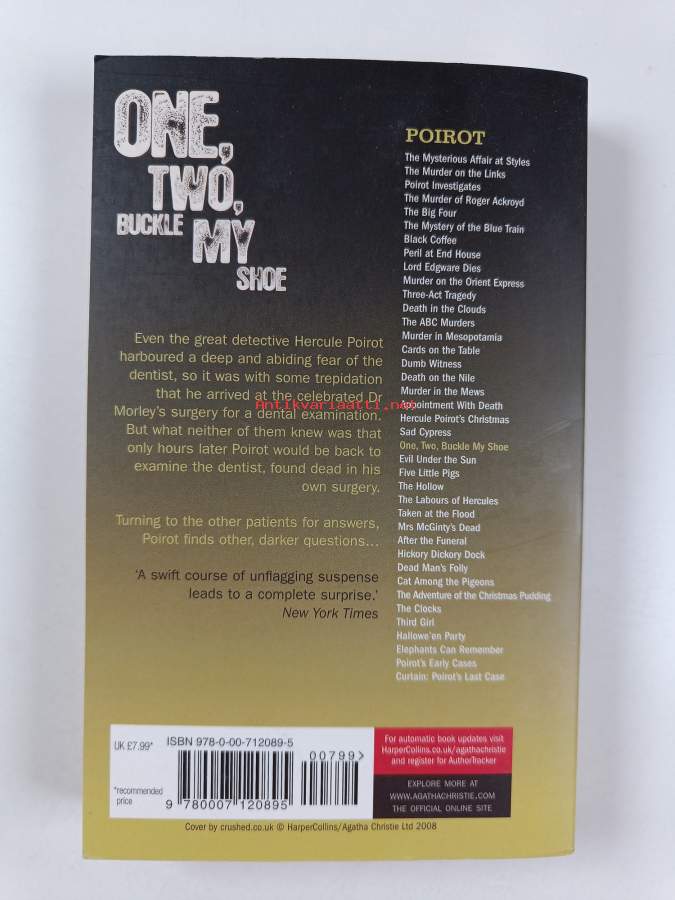 ONE,
TWO,
BUCKLE MY
SHOE
Even the great detective Hercule Poirot
harboured a deep and abiding fear of the
dentist, so it was with some trepidation
that he arrived at the celebrated Dr
Morley's surgery for a dental examination.
But what neither of them knew was that
only hours later Poirot would be back to
examine the dentist, found dead in his
own surgery.
Turning to the other patients for answers,
Poirot finds other, darker questions…
'A swift course of unflagging suspense
leads to a complete surprise.'
New York Times
POIROT
The Mysterious Affair at Styles
The Murder on the Links
Poirot Investigates
The Murder of Roger Ackroyd
The Big Four
The Mystery of the Blue Train
Black Coffee
Peril at End House
Lord Edgware Dies
Murder on the Orient Express
Three-Act Tragedy
Death in the Clouds
The ABC Murders
Murder in Mesopotamia
Cards on the Table
Dumb Witness
Death on the Nile
Murder in the Mews
Appointment With Death
Hercule Poirot's Christmas
Sad Cypress
One, Two, Buckle My Shoe
Evil Under the Sun
Five Little Pigs
The Hollow
The Labours of Hercules
Taken at the Flood
Mrs McGinty's Dead
After the Funeral
Hickory Dickory Dock
Dead Man's Folly
Cat Among the Pigeons
The Adventure of the Christmas Pudding
The Clocks
Third Girl
Hallowe'en Party
Elephants Can Remember
Poirot's Early Cases
Curtain: Poirot's Last Case
Antikvariaatti.net
UK £7.99*
*recommended
price
ISBN 978-0-00-712089-5
00799>
9 780007 120895
For automatic book updates visit
HarperCollins.co.uk/agathachristie
and register for AuthorTracker
EXPLORE MORE AT
WWW.AGATHACHRISTIE.COM
THE OFFICIAL ONLINE SITE
Cover by crushed.co.uk © HarperCollins/Agatha Christie Ltd 2008